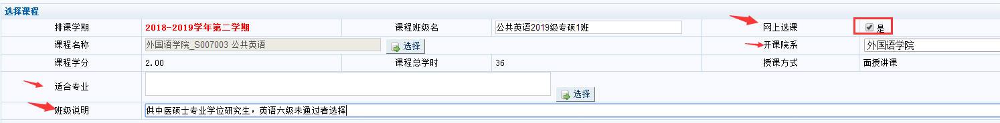 选择课程
排课学期 2018-2019学年第二学期 课程班级名 公共英语2019级专硕1班 网上选课 是
课程名称 外国语学院_S007003 公共英语 选择 开课院系 外国语学院
课程学分 2.00 课程总学时 36 授课方式 面授讲课
适合专业 选择
班级说明 供中医硕士专业学位研究生，英语六级未通过者选择